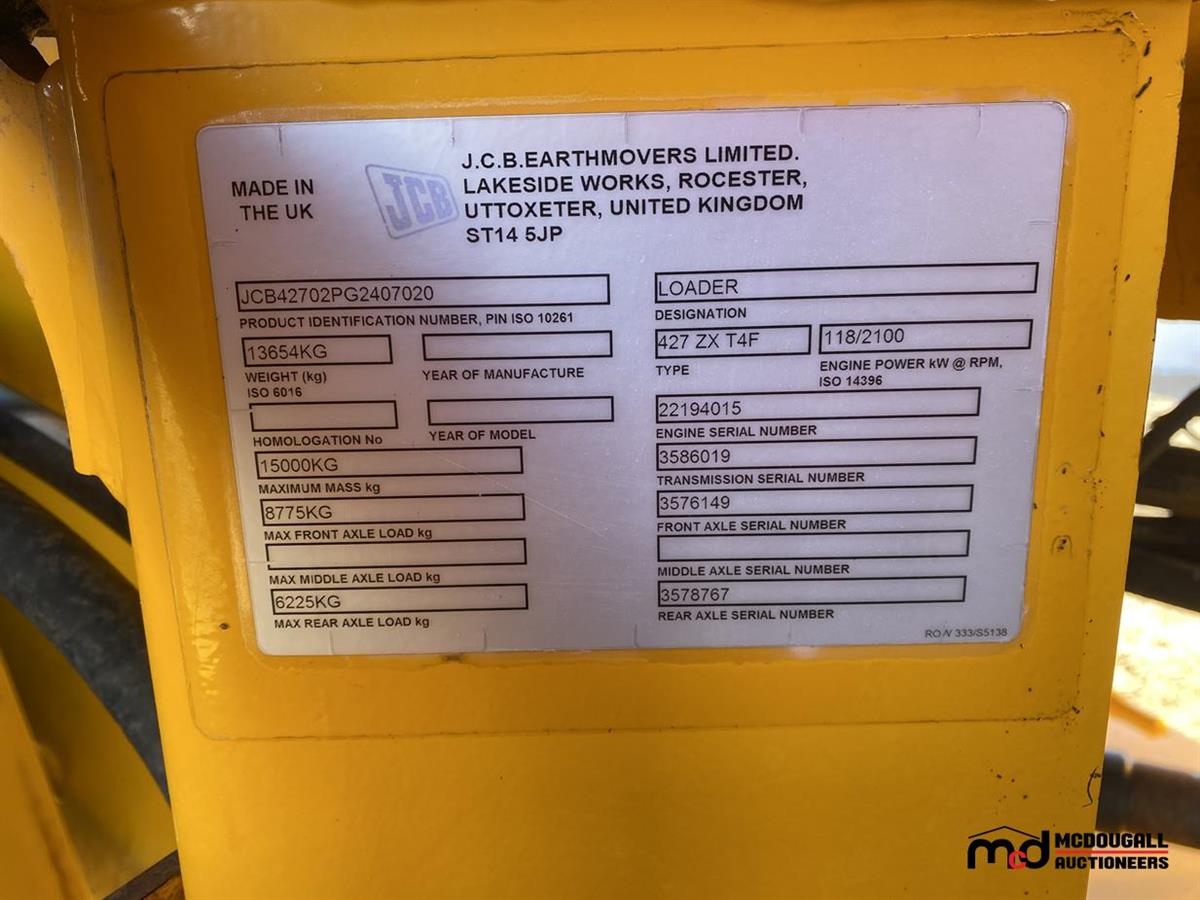 MADE IN
THE UK
JCB
J.C.B.EARTHMOVERS LIMITED.
LAKESIDE WORKS, ROCESTER,
UTTOXETER, UNITED KINGDOM
ST14 5JP
JCB42702PG2407020
PRODUCT IDENTIFICATION NUMBER, PIN ISO 10261
13654KG
WEIGHT (kg)
ISO 6016
YEAR OF MANUFACTURE
HOMOLOGATION No
YEAR OF MODEL
15000KG
MAXIMUM MASS kg
8775KG
MAX FRONT AXLE LOAD kg
MAX MIDDLE AXLE LOAD kg
6225KG
MAX REAR AXLE LOAD kg
LOADER
DESIGNATION
427 ZX T4F
TYPE
118/2100
ENGINE POWER kW @ RPM,
ISO 14396
22194015
ENGINE SERIAL NUMBER
3586019
TRANSMISSION SERIAL NUMBER
3576149
FRONT AXLE SERIAL NUMBER
MIDDLE AXLE SERIAL NUMBER
3578767
REAR AXLE SERIAL NUMBER
333/S5138
mcd MCDOUGALL
AUCTIONEERS